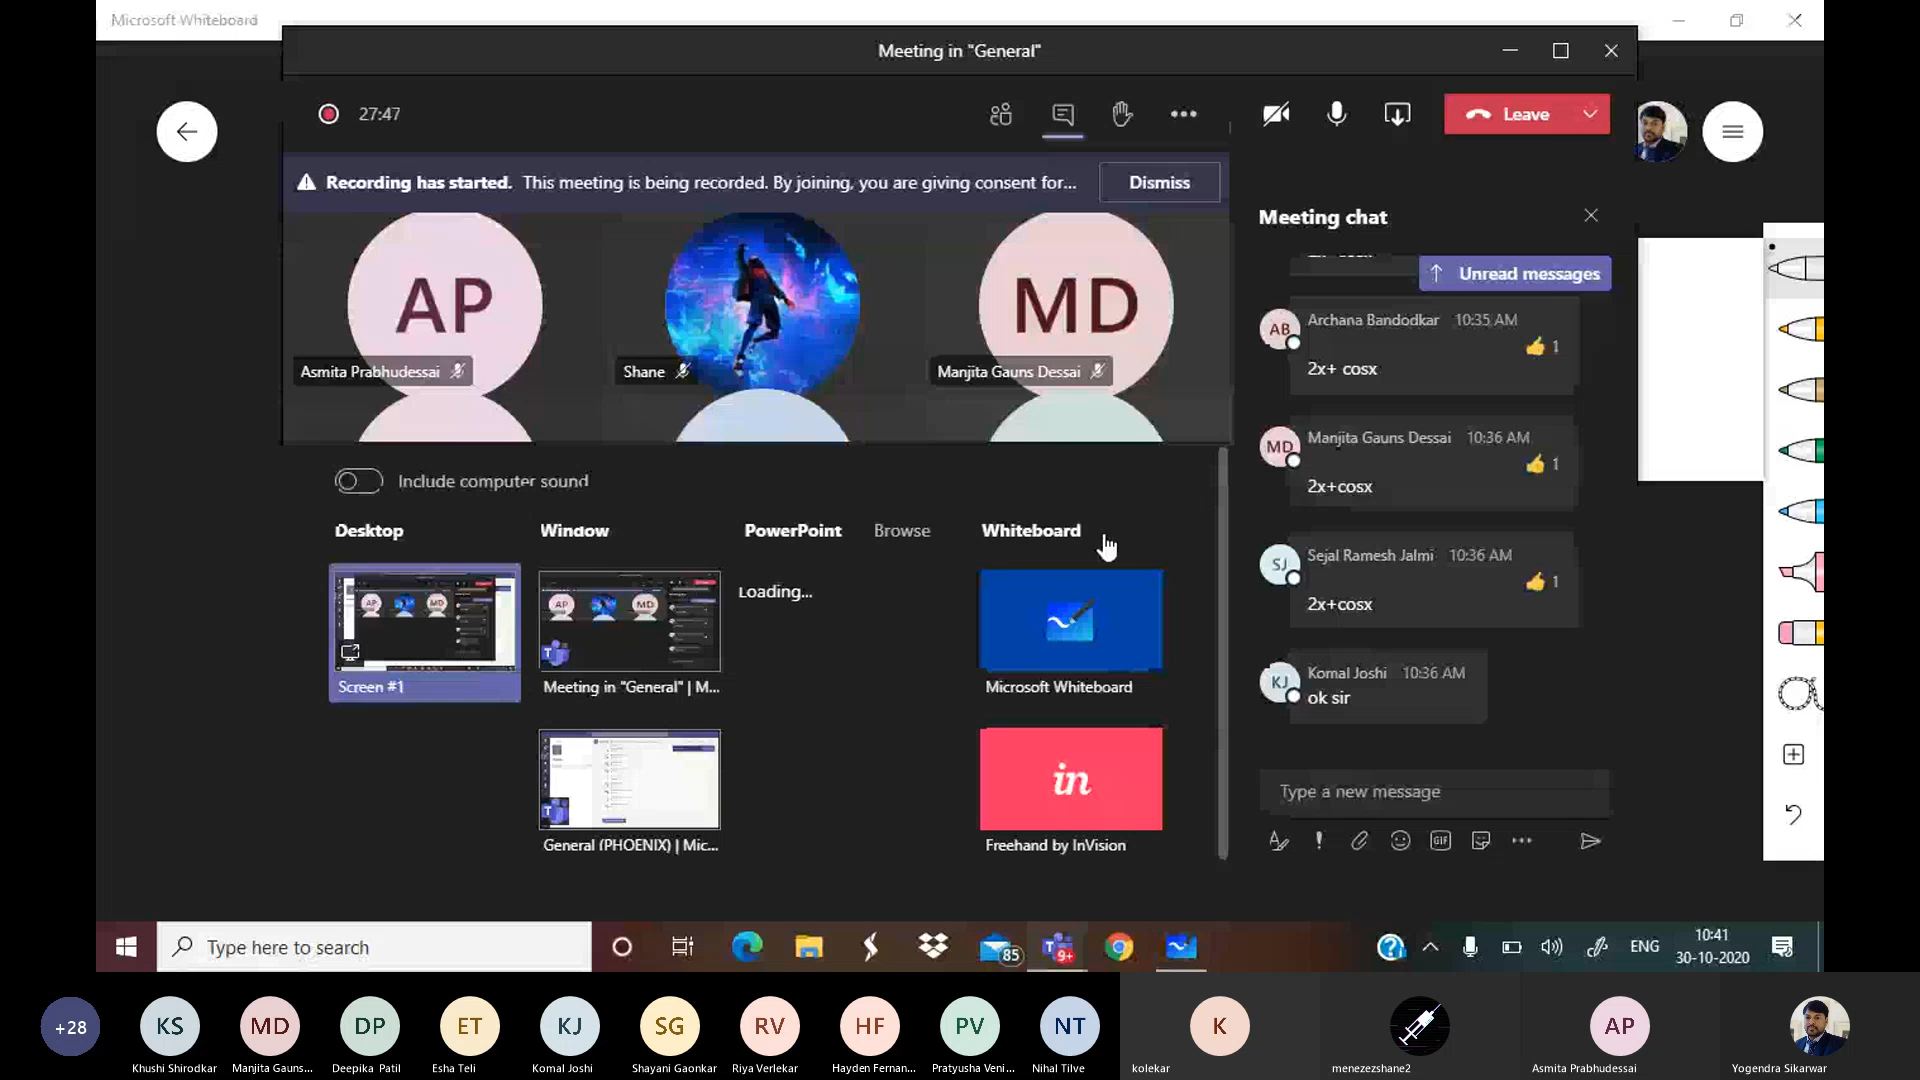 Microsoft Whiteboard
Meeting in "General"
27:47
Leave
Recording has started. This meeting is being recorded. By joining, you are giving consent for...
Dismiss
AP
MD
Asmita Prabhudessai
Shane
Manjita Gauns Dessai
Meeting chat
Unread messages
AB
Archana Bandodkar 10:35 AM
1
2x+ cosx
MD
Manjita Gauns Dessai 10:36 AM
1
2x+cosx
SJ
Sejal Ramesh Jalmi 10:36 AM
1
2x+cosx
KJ
Komal Joshi 10:36 AM
ok sir
Type a new message
GIF
Include computer sound
Desktop
Window
PowerPoint
Browse
Whiteboard
Loading...
AP
MD
AP
MD
Screen #1
Meeting in "General" | M...
Microsoft Whiteboard
in
General (PHOENIX) | Mic...
Freehand by InVision
Type here to search
85
9+
ENG
10:41
30-10-2020
+28
KS
MD
DP
ET
KJ
SG
RV
HF
PV
NT
K
AP
Khushi Shirodkar
Manjita Gauns...
Deepika Patil
Esha Teli
Komal Joshi
Shayani Gaonkar
Riya Verlekar
Hayden Fernan...
Pratyusha Veni...
Nihal Tilve
kolekar
menezezshane2
Asmita Prabhudessai
Yogendra Sikarwar